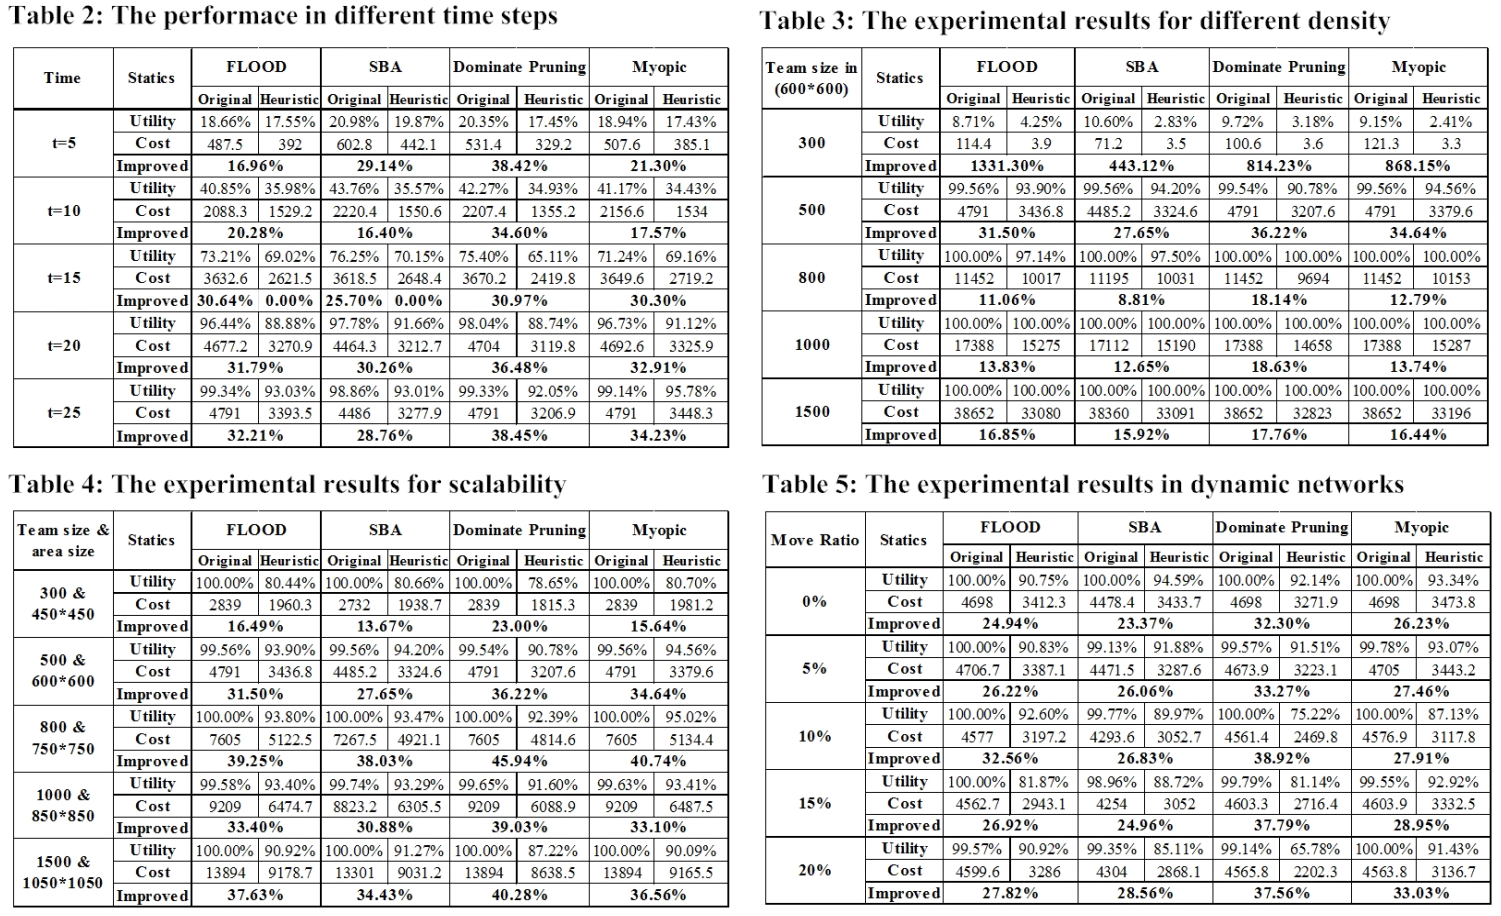 Table 2: The performace in different time steps
Time Statics FLOOD SBA Dominate Pruning Myopic
Original Heuristic Original Heuristic Original Heuristic Original Heuristic
t=5
Utility 18.66% 17.55% 20.98% 19.87% 20.35% 17.45% 18.94% 17.43%
Cost 487.5 392 602.8 442.1 531.4 329.2 507.6 385.1
Improved 16.96% 29.14% 38.42% 21.30%
t=10
Utility 40.85% 35.98% 43.76% 35.57% 42.27% 34.93% 41.17% 34.43%
Cost 2088.3 1529.2 2220.4 1550.6 2207.4 1355.2 2156.6 1534
Improved 20.28% 16.40% 34.60% 17.57%
t=15
Utility 73.21% 69.02% 76.25% 70.15% 75.40% 65.11% 71.24% 69.16%
Cost 3632.6 2621.5 3618.5 2648.4 3670.2 2419.8 3649.6 2719.2
Improved 30.64% 0.00% 25.70% 0.00% 30.97% 30.30%
t=20
Utility 96.44% 88.88% 97.78% 91.66% 98.04% 88.74% 96.73% 91.12%
Cost 4677.2 3270.9 4464.3 3212.7 4704 3119.8 4692.6 3325.9
Improved 31.79% 30.26% 36.48% 32.91%
t=25
Utility 99.34% 93.03% 98.86% 93.01% 99.33% 92.05% 99.14% 95.78%
Cost 4791 3393.5 4486 3277.9 4791 3206.9 4791 3448.3
Improved 32.21% 28.76% 38.45% 34.23%
Table 3: The experimental results for different density
Team size in (600*600) Statics FLOOD SBA Dominate Pruning Myopic
Original Heuristic Original Heuristic Original Heuristic Original Heuristic
300
Utility 8.71% 4.25% 10.60% 2.83% 9.72% 3.18% 9.15% 2.41%
Cost 114.4 3.9 71.2 3.5 100.6 3.6 121.3 3.3
Improved 1331.30% 443.12% 814.23% 868.15%
500
Utility 99.56% 93.90% 99.56% 94.20% 99.54% 90.78% 99.56% 94.56%
Cost 4791 3436.8 4485.2 3324.6 4791 3207.6 4791 3379.6
Improved 31.50% 27.65% 36.22% 34.64%
800
Utility 100.00% 97.14% 100.00% 97.50% 100.00% 100.00% 100.00% 100.00%
Cost 11452 10017 11195 10031 11452 9694 11452 10153
Improved 11.06% 8.81% 18.14% 12.79%
1000
Utility 100.00% 100.00% 100.00% 100.00% 100.00% 100.00% 100.00% 100.00%
Cost 17388 15275 17112 15190 17388 14658 17388 15287
Improved 13.83% 12.65% 18.63% 13.74%
1500
Utility 100.00% 100.00% 100.00% 100.00% 100.00% 100.00% 100.00% 100.00%
Cost 38652 33080 38360 33091 38652 32823 38652 33196
Improved 16.85% 15.92% 17.76% 16.44%
Table 4: The experimental results for scalability
Team size & area size Statics FLOOD SBA Dominate Pruning Myopic
Original Heuristic Original Heuristic Original Heuristic Original Heuristic
300 & 450*450
Utility 100.00% 80.44% 100.00% 80.66% 100.00% 78.65% 100.00% 80.70%
Cost 2839 1960.3 2732 1938.7 2839 1815.3 2839 1981.2
Improved 16.49% 13.67% 23.00% 15.64%
500 & 600*600
Utility 99.56% 93.90% 99.56% 94.20% 99.54% 90.78% 99.56% 94.56%
Cost 4791 3436.8 4485.2 3324.6 4791 3207.6 4791 3379.6
Improved 31.50% 27.65% 36.22% 34.64%
800 & 750*750
Utility 100.00% 93.80% 100.00% 93.47% 100.00% 92.39% 100.00% 95.02%
Cost 7605 5122.5 7267.5 4921.1 7605 4814.6 7605 5134.4
Improved 39.25% 38.03% 45.94% 40.74%
1000 & 850*850
Utility 99.58% 93.40% 99.74% 93.29% 99.65% 91.60% 99.63% 93.41%
Cost 9209 6474.7 8823.2 6305.5 9209 6088.9 9209 6487.5
Improved 33.40% 30.88% 39.03% 33.10%
1500 & 1050*1050
Utility 100.00% 90.92% 100.00% 91.27% 100.00% 87.22% 100.00% 90.09%
Cost 13894 9178.7 13301 9031.2 13894 8638.5 13894 9165.5
Improved 37.63% 34.43% 40.28% 36.56%
Table 5: The experimental results in dynamic networks
Move Ratio Statics FLOOD SBA Dominate Pruning Myopic
Original Heuristic Original Heuristic Original Heuristic Original Heuristic
0%
Utility 100.00% 90.75% 100.00% 94.59% 100.00% 92.14% 100.00% 93.34%
Cost 4698 3412.3 4478.4 3433.7 4698 3271.9 4698 3473.8
Improved 24.94% 23.37% 32.30% 26.23%
5%
Utility 100.00% 90.83% 99.13% 91.88% 99.57% 91.51% 99.78% 93.07%
Cost 4706.7 3387.1 4471.5 3287.6 4673.9 3223.1 4705 3443.2
Improved 26.22% 26.06% 33.27% 27.46%
10%
Utility 100.00% 92.60% 99.77% 89.97% 100.00% 75.22% 100.00% 87.13%
Cost 4577 3197.2 4293.6 3052.7 4561.4 2469.8 4576.9 3117.8
Improved 32.56% 26.83% 38.92% 27.91%
15%
Utility 100.00% 81.87% 98.96% 88.72% 99.79% 81.14% 99.55% 92.92%
Cost 4562.7 2943.1 4254 3052 4603.3 2716.4 4603.9 3332.5
Improved 26.92% 24.96% 37.79% 28.95%
20%
Utility 99.57% 90.92% 99.35% 85.11% 99.14% 65.78% 100.00% 91.43%
Cost 4599.6 3286 4304 2868.1 4565.8 2202.3 4563.8 3136.7
Improved 27.82% 28.56% 37.56% 33.03%